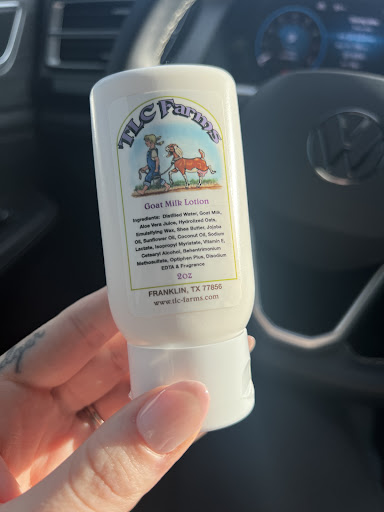 TLC Farms
Goat Milk Lotion
Ingredients: Distilled Water, Goat Milk,
Aloe Vera Juice, Hydrolized Oats,
Emulsifying Wax, Shea Butter, Jojoba
Oil, Sunflower Oil, Coconut Oil, Sodium
Lactate, Isopropyl Myristate, Vitamin E,
Cetearyl Alcohol, Behentrimonium
Methosulfate, Optiphen Plus, Disodium
EDTA & Fragrance
2oz
FRANKLIN, TX 77856
www.tlc-farms.com